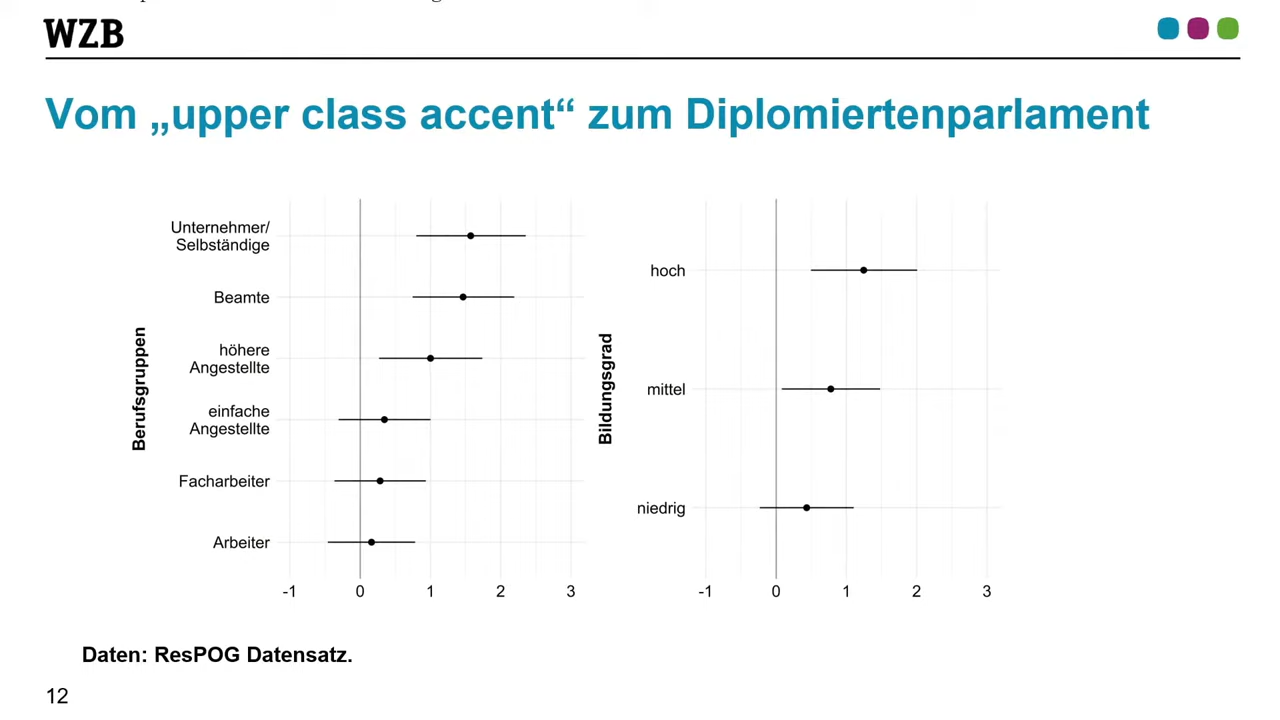 WZB
Vom „upper class accent“ zum Diplomiertenparlament
Berufsgruppen
Unternehmer/
Selbständige
Beamte
höhere
Angestellte
einfache
Angestellte
Facharbeiter
Arbeiter
-1 0 1 2 3
Bildungsgrad
hoch
mittel
niedrig
-1 0 1 2 3
Daten: ResPOG Datensatz.
12